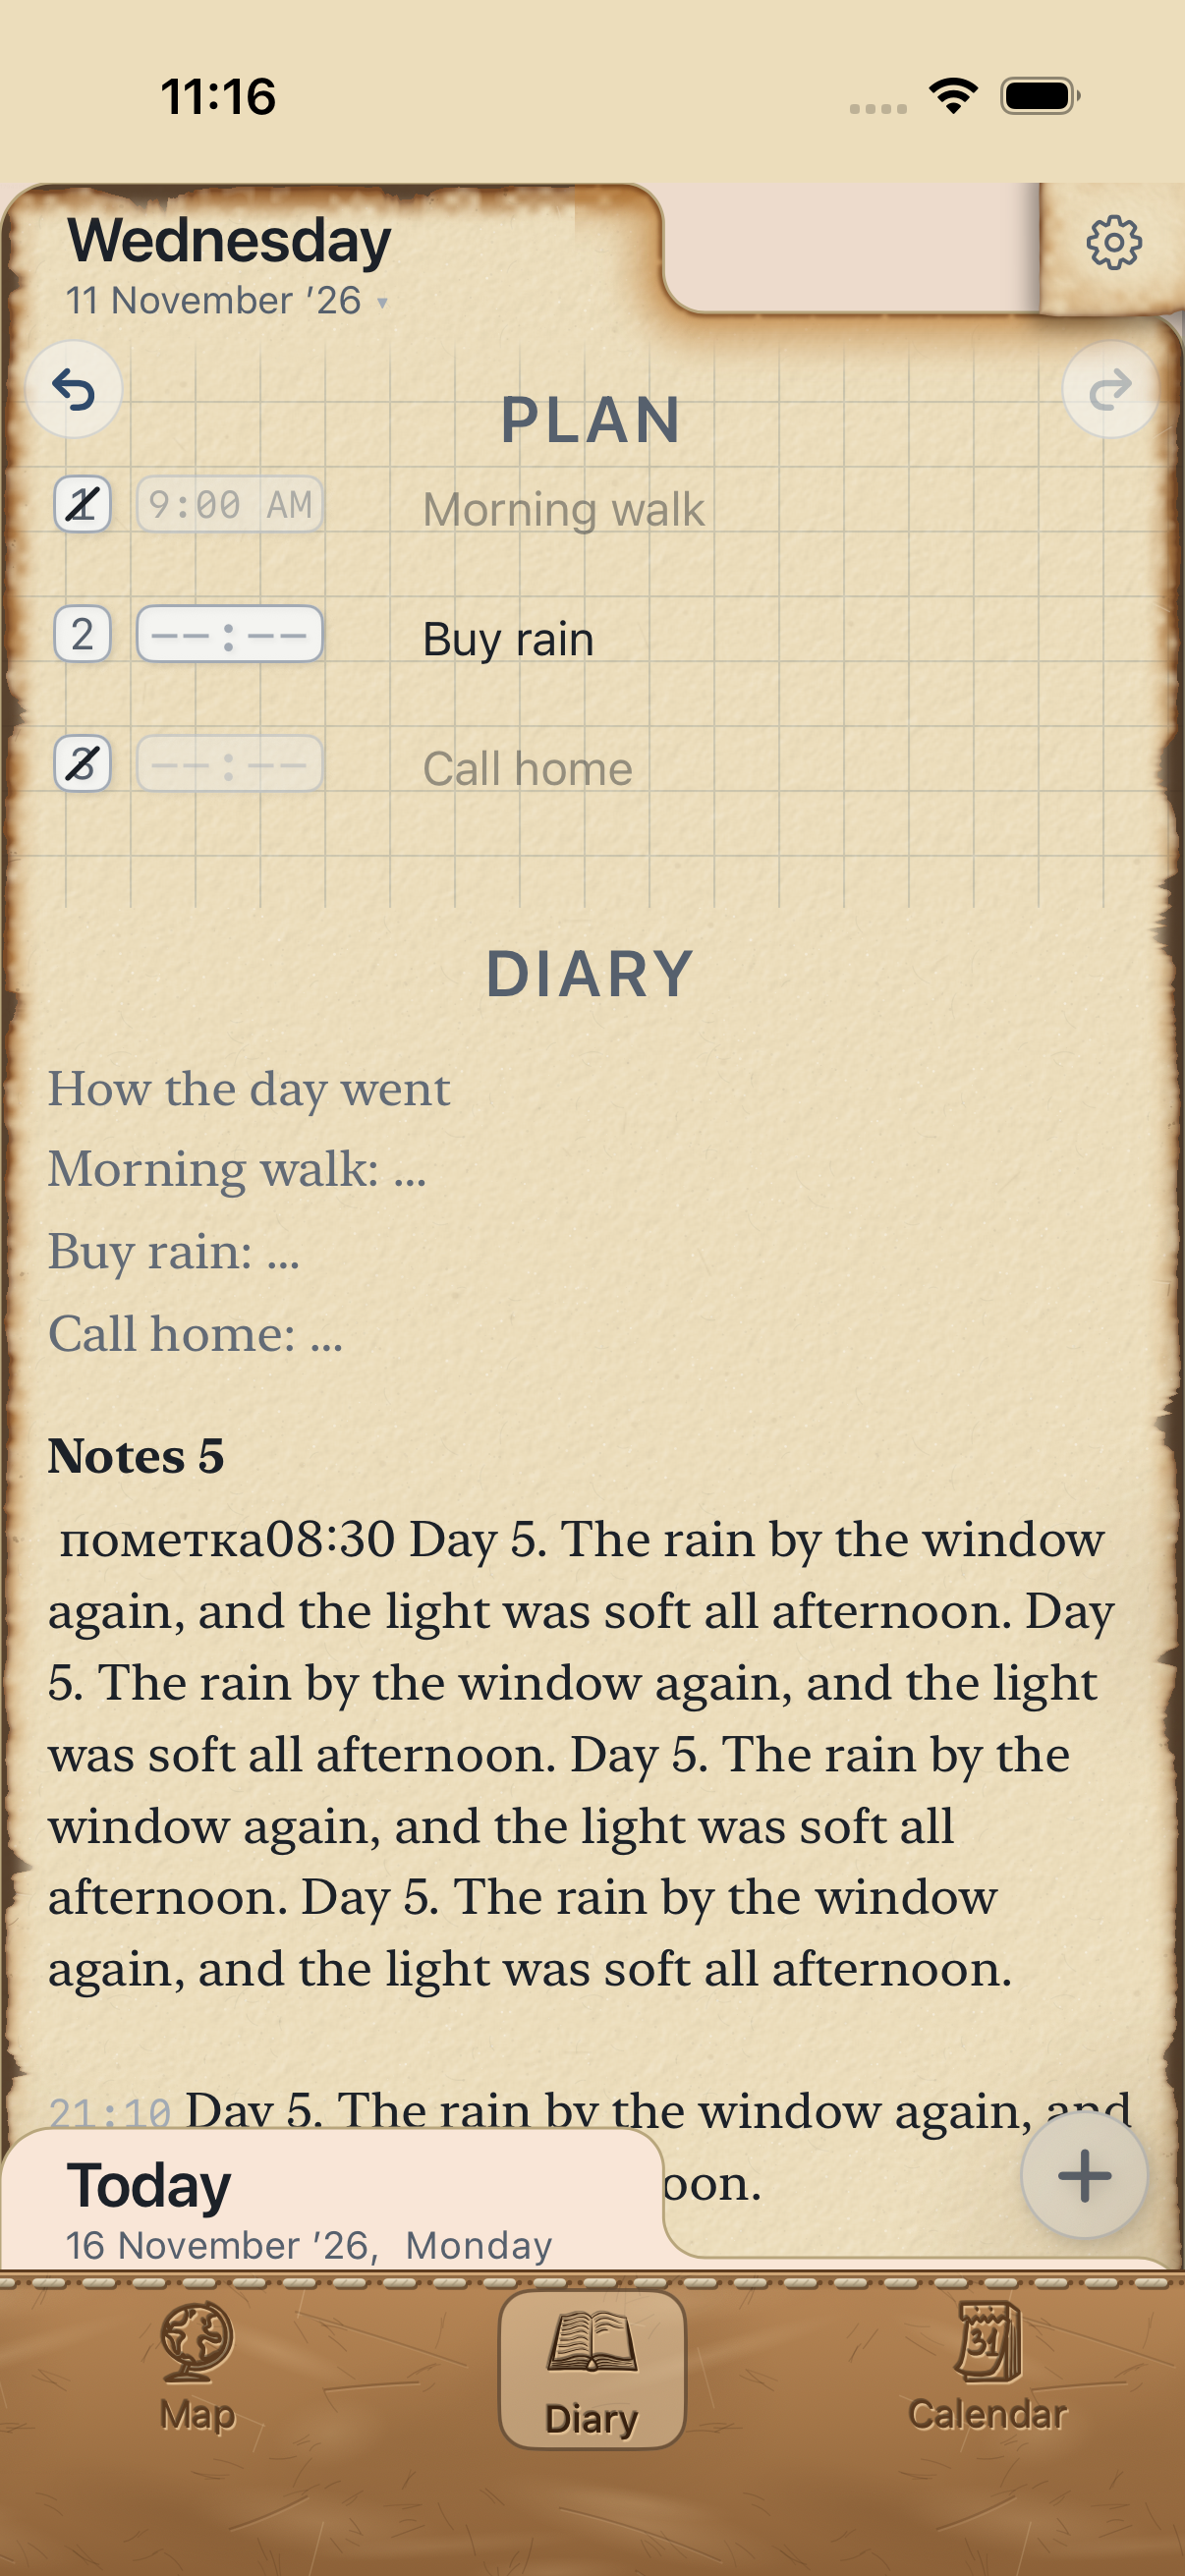 11:16
Wednesday
11 November ’26
PLAN
1 9:00 AM Morning walk
2 --:-- Buy rain
3 --:-- Call home
DIARY
How the day went
Morning walk: ...
Buy rain: ...
Call home: ...
Notes 5
пометка08:30 Day 5. The rain by the window
again, and the light was soft all afternoon. Day
5. The rain by the window again, and the light
was soft all afternoon. Day 5. The rain by the
window again, and the light was soft all
afternoon. Day 5. The rain by the window
again, and the light was soft all afternoon.
21:10 Day 5. The rain by the window again, and
oon.
Today
16 November ’26, Monday
31
Map
Diary
Calendar